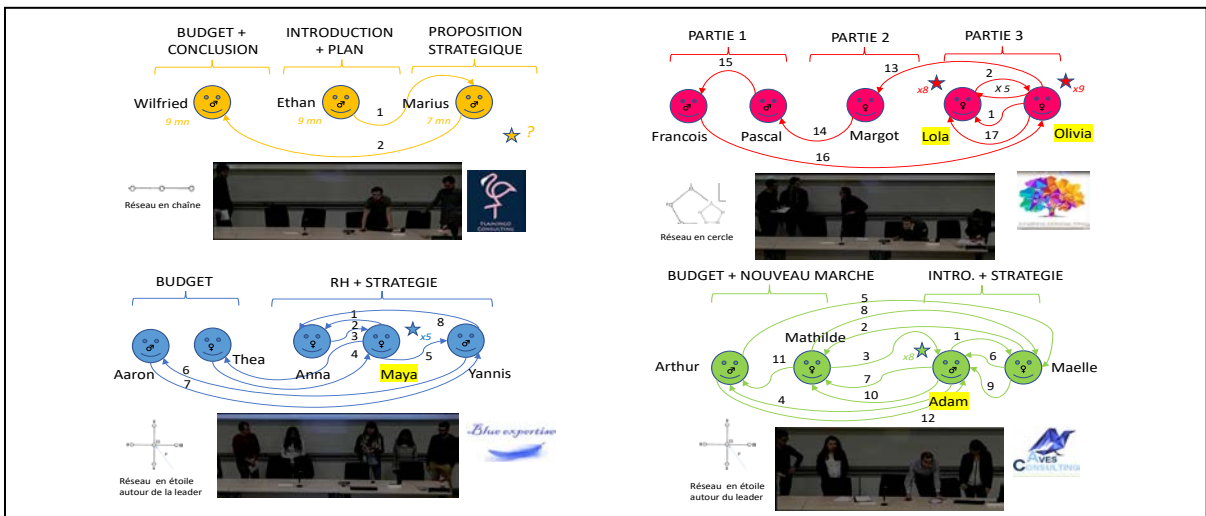 BUDGET +
CONCLUSION
INTRODUCTION
+ PLAN
PROPOSITION
STRATEGIQUE
Wilfried
9 mn
Ethan
9 mn
1
Marius
7 mn
?
2
Réseau en chaîne
FLAMINGO
CONSULTING
PARTIE 1
PARTIE 2
PARTIE 3
15
13
x8
2
x 5
x9
1
Francois
Pascal
14
Margot
Lola
17
Olivia
16
Réseau en cercle
BUDGET
RH + STRATEGIE
1
2
3
4
x5
8
5
Thea
Aaron
6
7
Anna
Maya
Yannis
Réseau en étoile
autour de la leader
Blue expertise
BUDGET + NOUVEAU MARCHE
INTRO. + STRATEGIE
5
8
2
Mathilde
1
x8
Arthur
11
3
6
Maelle
7
9
4
10
Adam
12
Réseau en étoile
autour du leader
AVES
CONSULTING